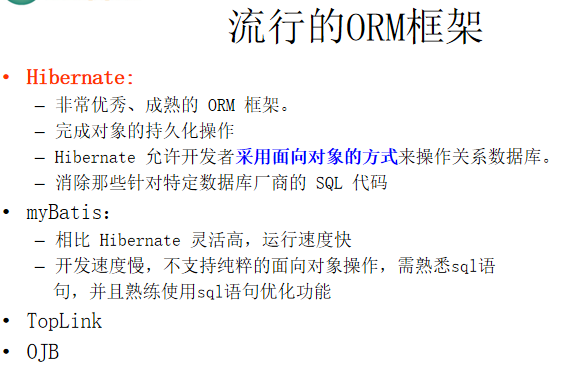 流行的ORM框架
• Hibernate:
– 非常优秀、成熟的 ORM 框架。
– 完成对象的持久化操作
– Hibernate 允许开发者采用面向对象的方式来操作关系数据库。
– 消除那些针对特定数据库厂商的 SQL 代码
• myBatis：
– 相比 Hibernate 灵活高，运行速度快
– 开发速度慢，不支持纯粹的面向对象操作，需熟悉sql语
句，并且熟练使用sql语句优化功能
• TopLink
• OJB